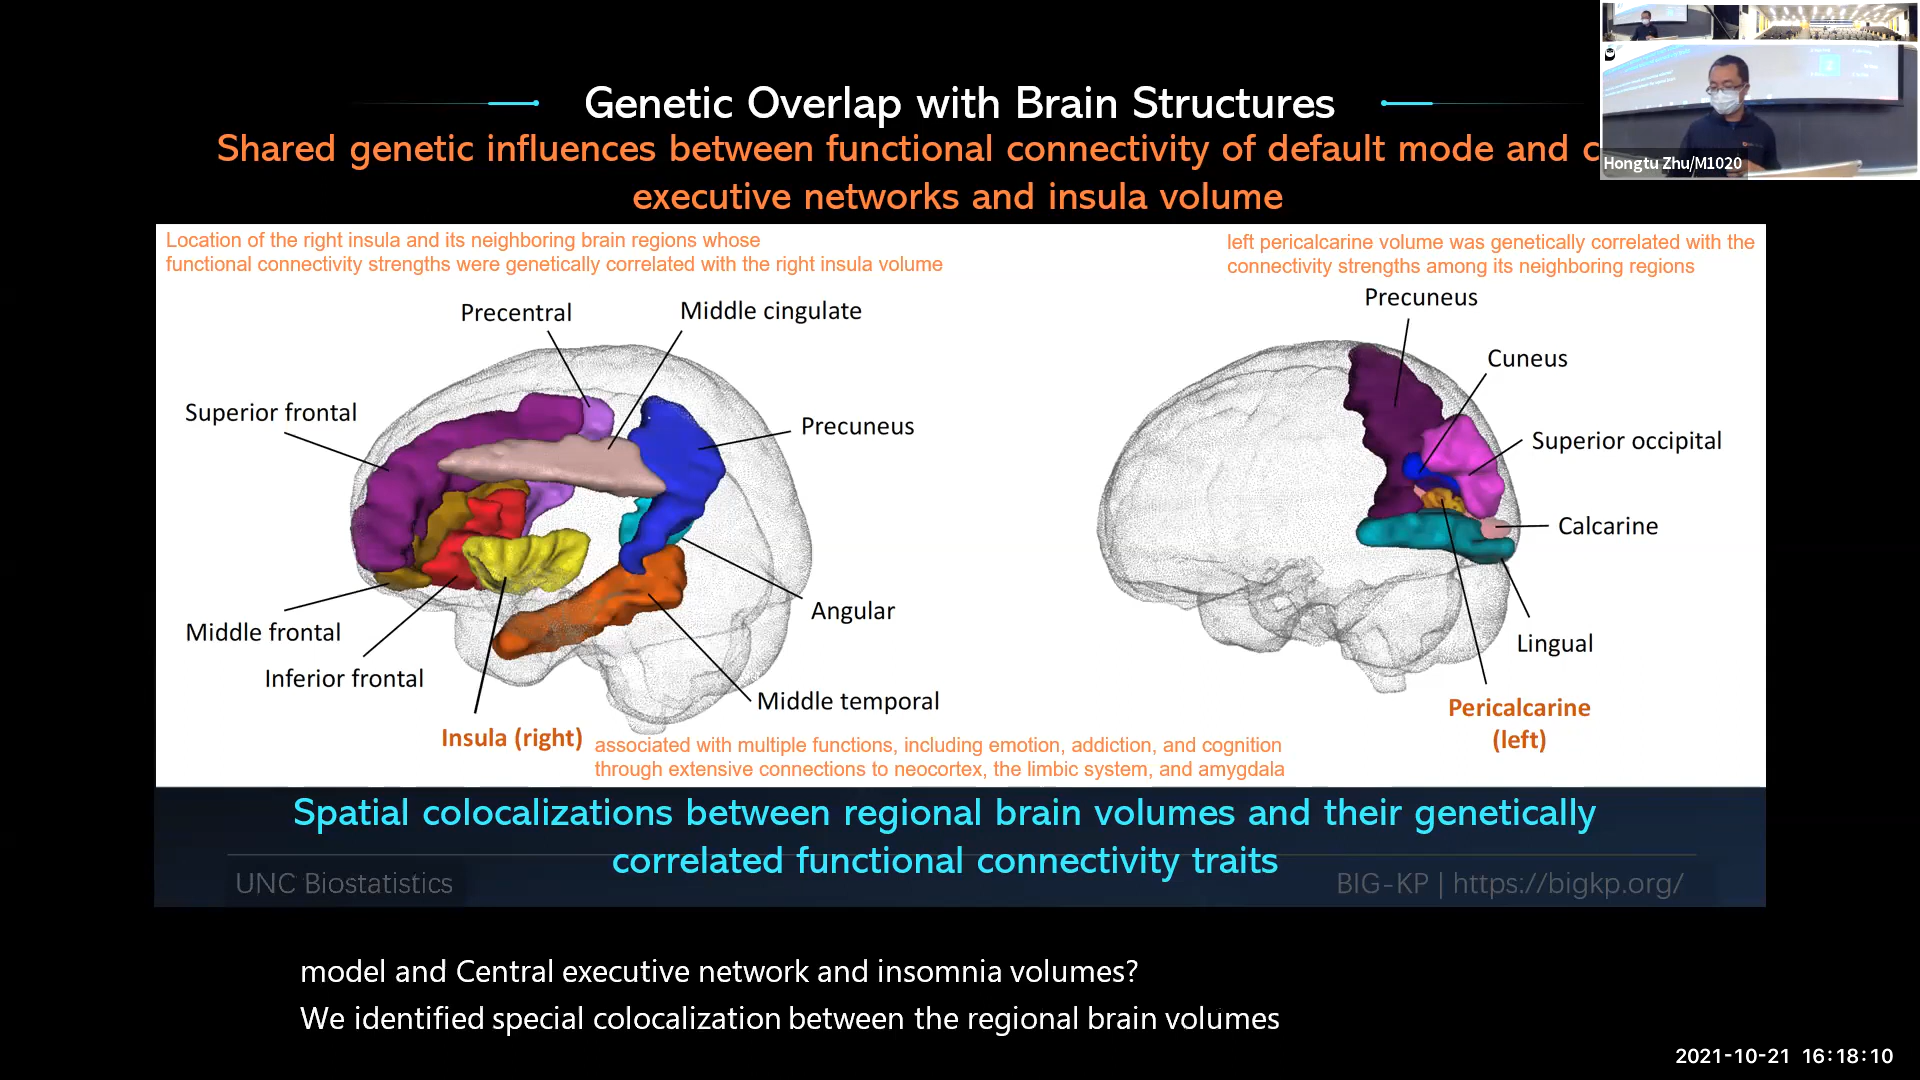 Genetic Overlap with Brain Structures
Shared genetic influences between functional connectivity of default mode and
executive networks and insula volume
Hongtu Zhu/M1020
Location of the right insula and its neighboring brain regions whose
functional connectivity strengths were genetically correlated with the right insula volume
left pericalcarine volume was genetically correlated with the
connectivity strengths among its neighboring regions
Precentral
Middle cingulate
Superior frontal
Precuneus
Angular
Middle frontal
Inferior frontal
Middle temporal
Insula (right)
associated with multiple functions, including emotion, addiction, and cognition
through extensive connections to neocortex, the limbic system, and amygdala
Precuneus
Cuneus
Superior occipital
Calcarine
Lingual
Pericalcarine
(left)
Spatial colocalizations between regional brain volumes and their genetically
correlated functional connectivity traits
UNC Biostatistics
BIG-KP | https://bigkp.org/
model and Central executive network and insomnia volumes?
We identified special colocalization between the regional brain volumes
2021-10-21 16:18:10